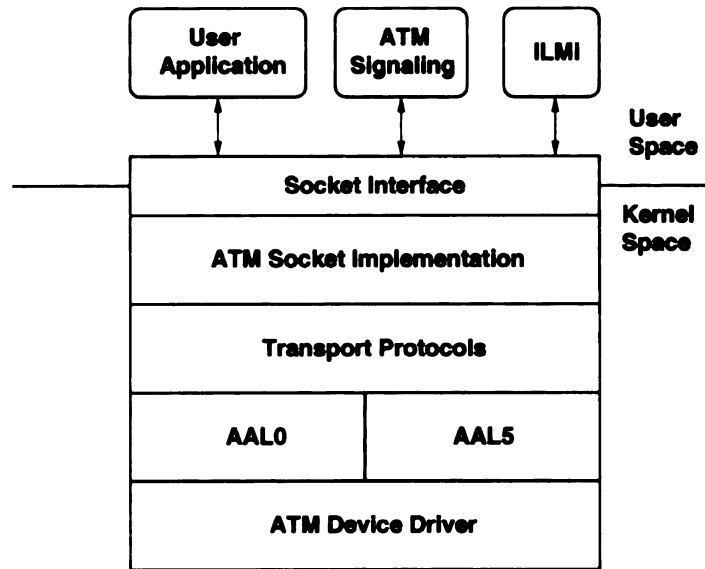 User
Application
ATM
Signaling
ILMI
User
Space
Socket Interface
Kernel
Space
ATM Socket Implementation
Transport Protocols
AAL0
AAL5
ATM Device Driver